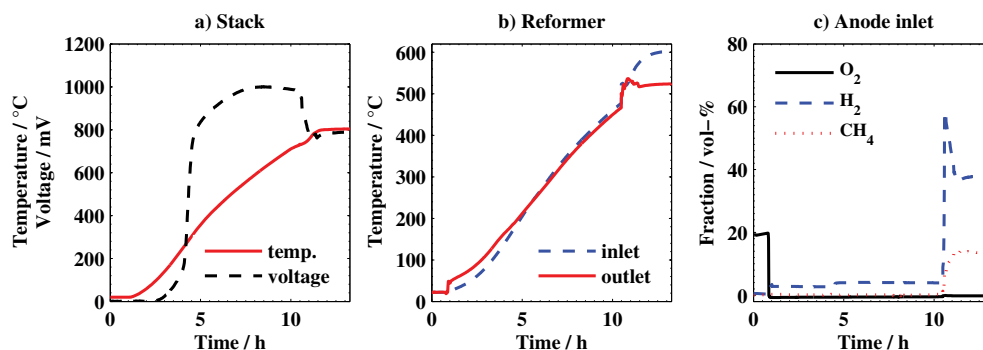 a) Stack
b) Reformer
c) Anode inlet
Temperature / °C
Voltage / mV
1200
1000
800
600
400
200
0
temp.
voltage
0
5
10
Time / h
Temperature / °C
600
500
400
300
200
100
0
inlet
outlet
0
5
10
Time / h
Fraction / vol−%
80
60
40
20
0
O₂
H₂
CH₄
0
5
10
Time / h